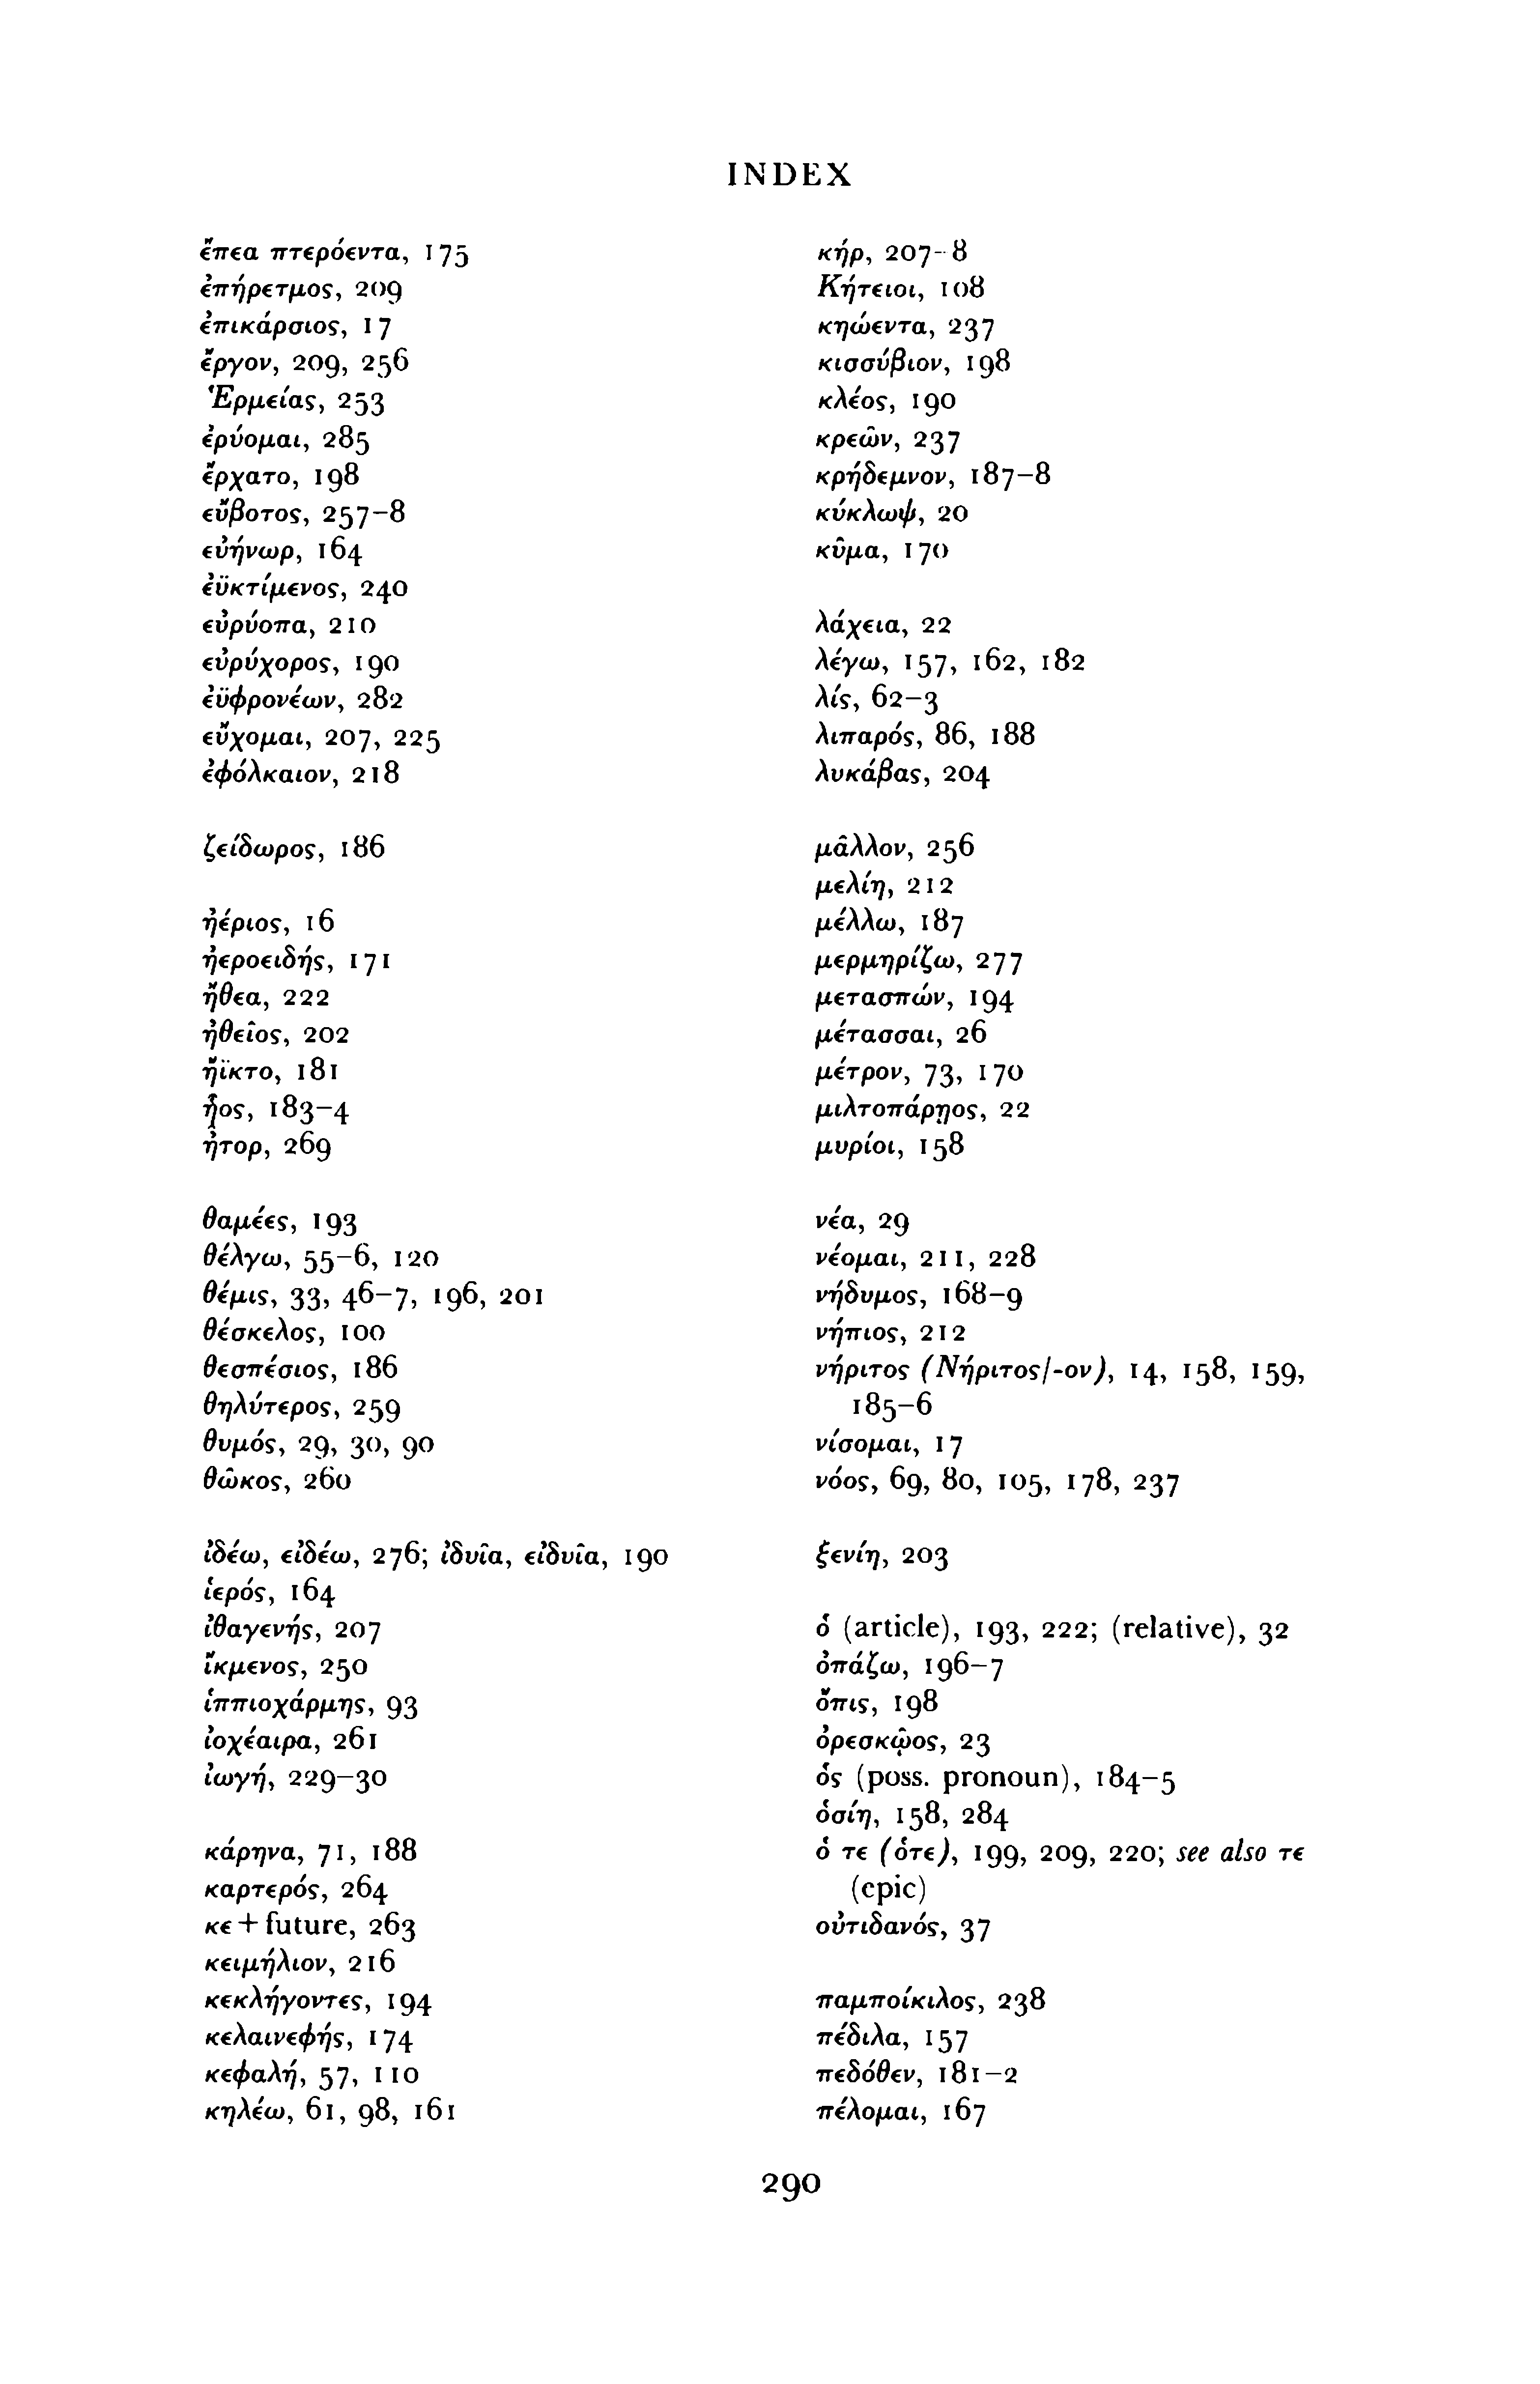 INDEX
ἔπεα πτερόεντα, 175
ἐπήρετμος, 209
ἐπικάρσιος, 17
ἔργον, 209, 256
Ἑρμείας, 253
ἐρύομαι, 285
ἔρχατο, 198
εὔβοτος, 257–8
εὐήνωρ, 164
ἐϋκτίμενος, 240
εὐρύοπα, 210
εὐρύχορος, 190
ἐϋφρονέων, 282
εὔχομαι, 207, 225
ἐφόλκαιον, 218
ζείδωρος, 186
ἠέριος, 16
ἠεροειδής, 171
ἤθεα, 222
ἠθεῖος, 202
ἤϊκτο, 181
ᾗος, 183–4
ἦτορ, 269
θαμέες, 193
θέλγω, 55–6, 120
θέμις, 33, 46–7, 196, 201
θέσκελος, 100
θεσπέσιος, 186
θηλύτερος, 259
θυμός, 29, 30, 90
θῶκος, 260
ἰδέω, εἰδέω, 276; ἰδυῖα, εἰδυῖα, 190
ἱερός, 164
ἰθαγενής, 207
ἴκμενος, 250
ἱππιοχάρμης, 93
ἰοχέαιρα, 261
ἰωγή, 229–30
κάρηνα, 71, 188
καρτερός, 264
κε + future, 263
κειμήλιον, 216
κεκλήγοντες, 194
κελαινεφής, 174
κεφαλή, 57, 110
κηλέω, 61, 98, 161
κήρ, 207–8
Κήτειοι, 108
κηώεντα, 237
κισσύβιον, 198
κλέος, 190
κρεῶν, 237
κρήδεμνον, 187–8
κύκλωψ, 20
κῦμα, 170
λάχεια, 22
λέγω, 157, 162, 182
λίς, 62–3
λιπαρός, 86, 188
λυκάβας, 204
μᾶλλον, 256
μελίη, 212
μέλλω, 187
μερμηρίζω, 277
μετασπών, 194
μέτασσαι, 26
μέτρον, 73, 170
μιλτοπάρῃος, 22
μυρίοι, 158
νέα, 29
νέομαι, 211, 228
νήδυμος, 168–9
νήπιος, 212
νήριτος (Νήριτος/-ον), 14, 158, 159,
185–6
νίσομαι, 17
νόος, 69, 80, 105, 178, 237
ξενίη, 203
ὁ (article), 193, 222; (relative), 32
ὀπάζω, 196–7
ὄπις, 198
ὀρεσκῷος, 23
ὅς (poss. pronoun), 184–5
ὁσίη, 158, 284
ὅ τε (ὅτε), 199, 209, 220; see also τε
(epic)
οὐτιδανός, 37
παμποίκιλος, 238
πέδιλα, 157
πεδόθεν, 181–2
πέλομαι, 167
290